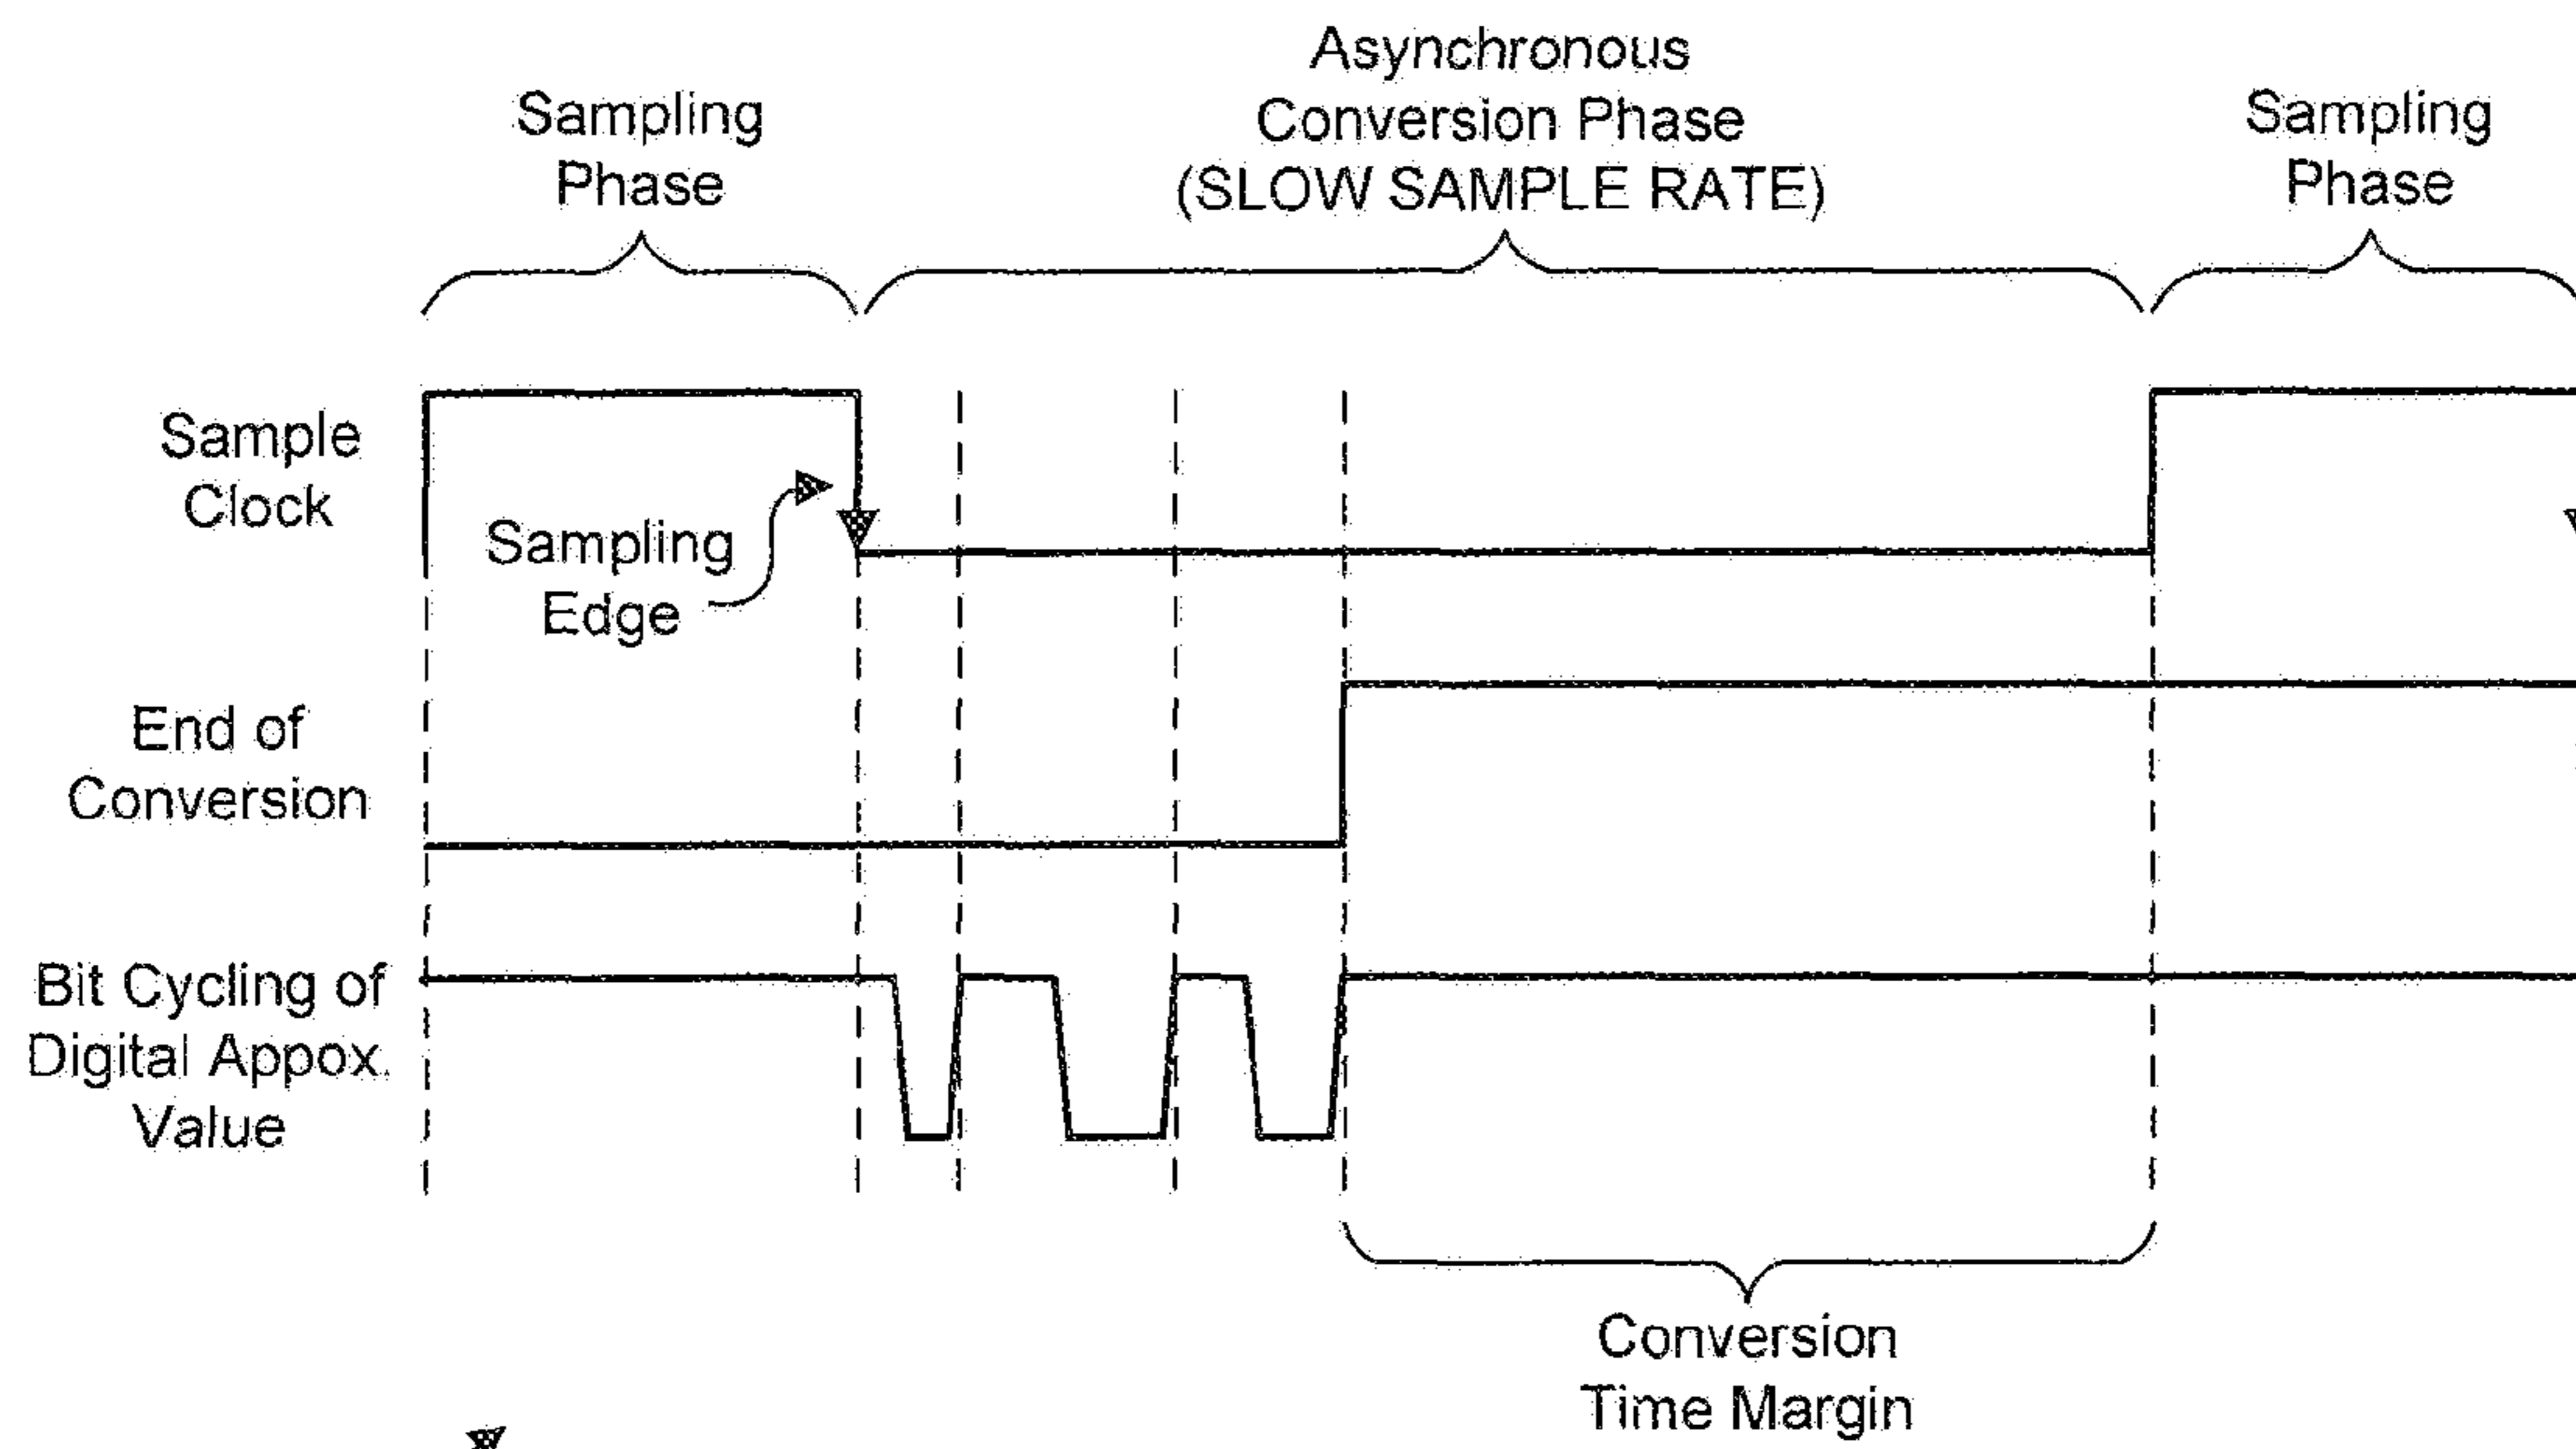 Sampling
Phase
Asynchronous
Conversion Phase
(SLOW SAMPLE RATE)
Sampling
Phase
Sample
Clock
Sampling
Edge
End of
Conversion
Bit Cycling of
Digital Appox.
Value
Conversion
Time Margin